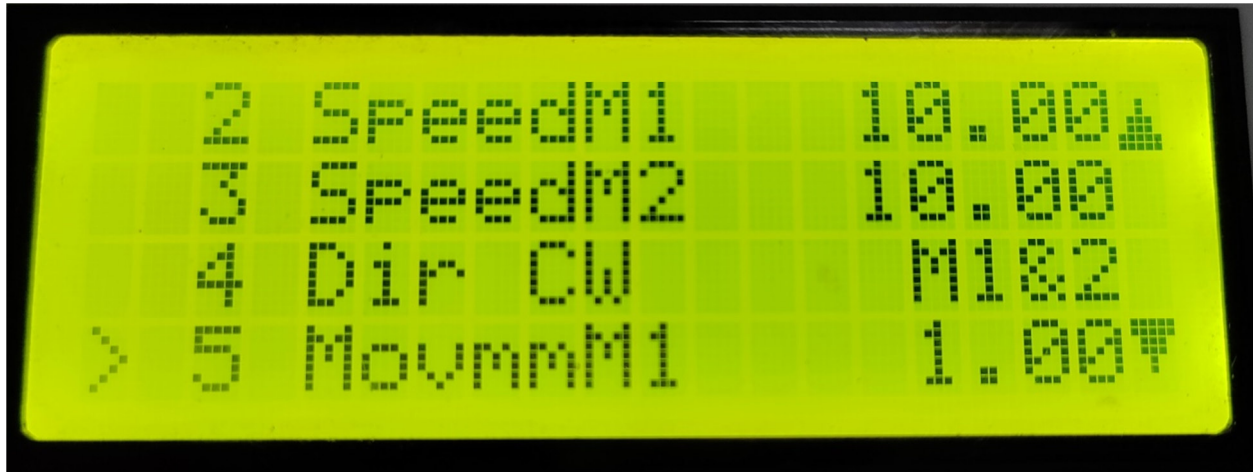 2 SpeedM1 10.00▲
3 SpeedM2 10.00
4 Dir CW M1&2
> 5 MovmmM1 1.00▼